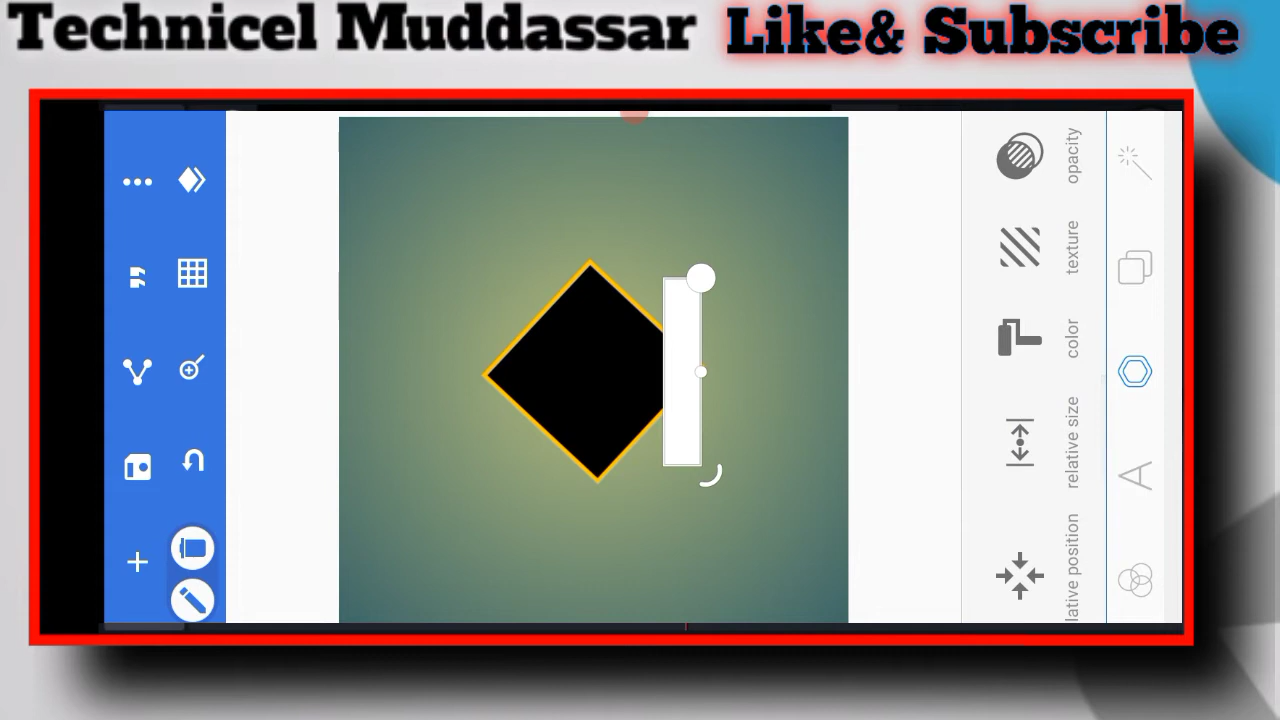 Technicel Muddassar Like& Subscribe
opacity
texture
color
relative size
lative position